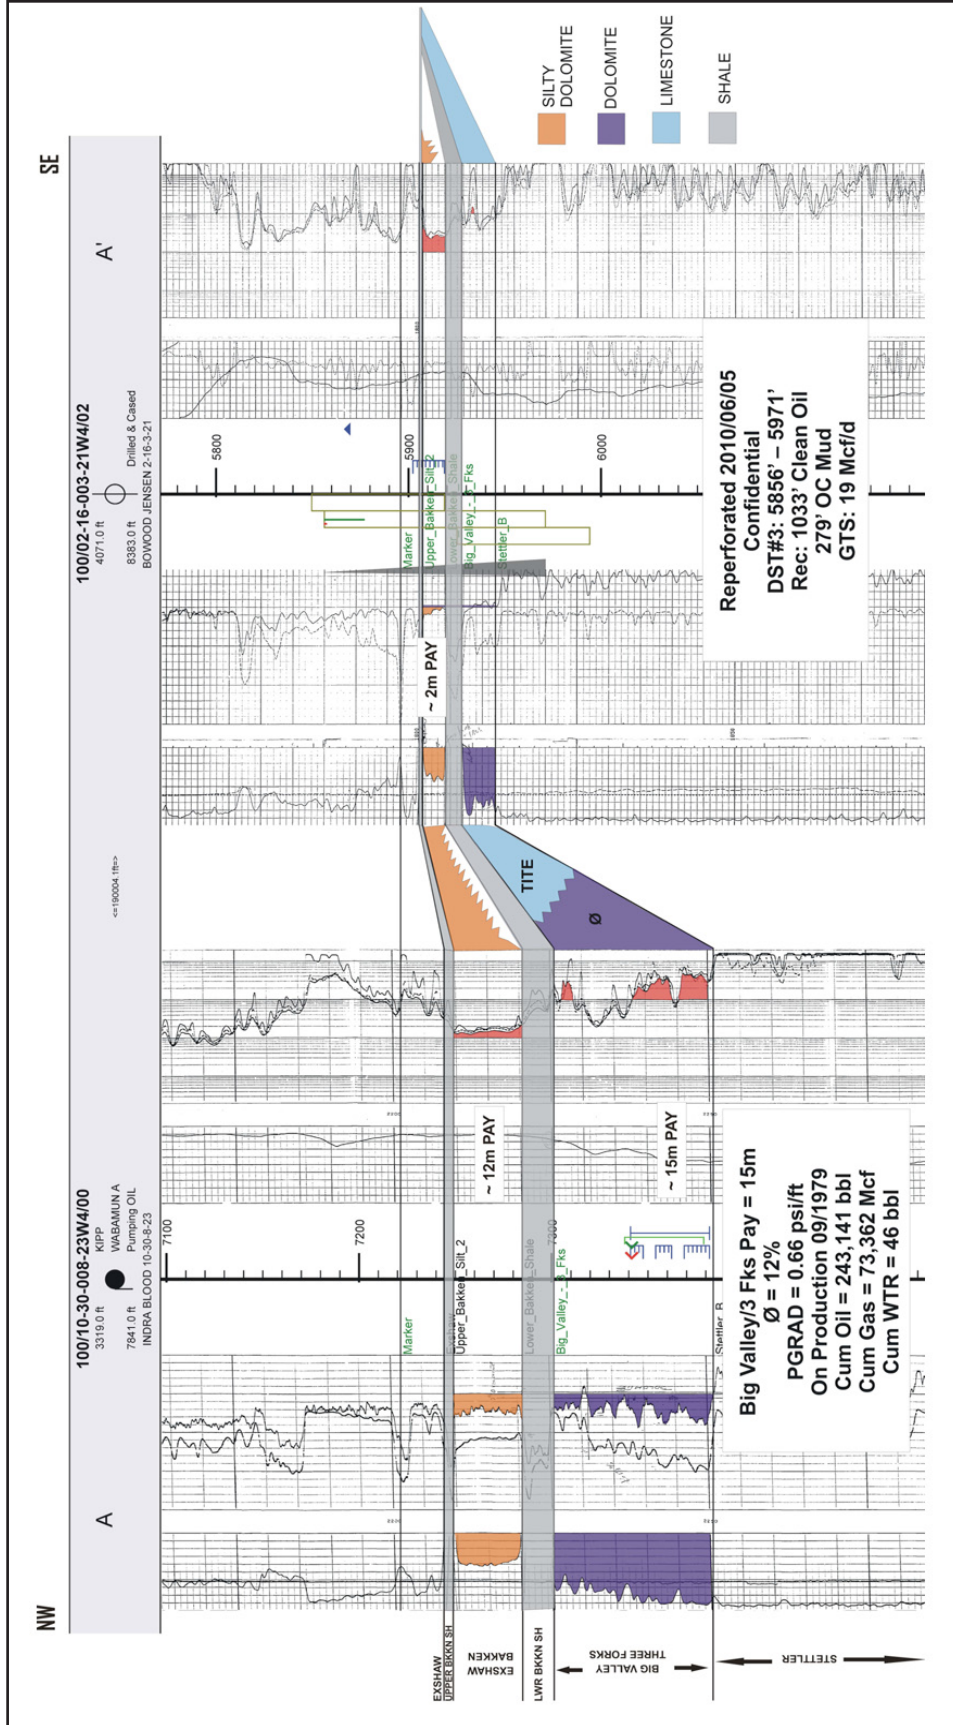 NW
SE
A
100/10-30-008-23W4/00
3319.0 ft KIPP
WABAMUN A
7841.0 ft Pumping OIL
INDRA BLOOD 10-30-8-23
<=190004.1ft=>
100/02-16-003-21W4/02
4071.0 ft
8383.0 ft Drilled & Cased
BOWOOD JENSEN 2-16-3-21
A'
7100
7200
7300
5800
5900
6000
Marker
Exshaw
Upper_Bakken_Silt_2
Lower_Bakken_Shale
Big_Valley_-_3_Fks
Stettler_B
Marker
Upper_Bakken_Silt_2
Lower_Bakken_Shale
Big_Valley_-_3_Fks
Stettler_B
EXSHAW
UPPER BKKN SH
EXSHAW
BAKKEN
LWR BKKN SH
BIG VALLEY
THREE FORKS
STETTLER
~ 12m PAY
~ 15m PAY
~ 2m PAY
TITE
Ø
Big Valley/3 Fks Pay = 15m
Ø = 12%
PGRAD = 0.66 psi/ft
On Production 09/1979
Cum Oil = 243,141 bbl
Cum Gas = 73,362 Mcf
Cum WTR = 46 bbl
Reperforated 2010/06/05
Confidential
DST#3: 5856' – 5971'
Rec: 1033' Clean Oil
279' OC Mud
GTS: 19 Mcf/d
SILTY
DOLOMITE
DOLOMITE
LIMESTONE
SHALE